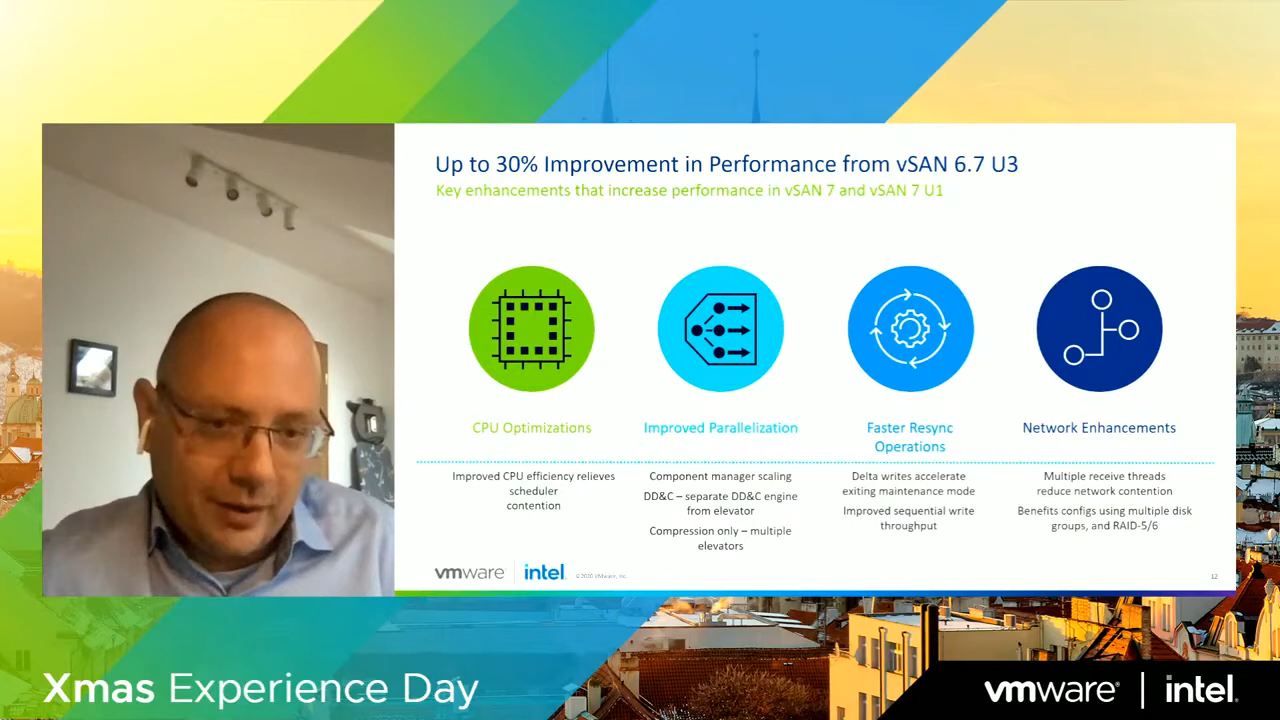 Up to 30% Improvement in Performance from vSAN 6.7 U3
Key enhancements that increase performance in vSAN 7 and vSAN 7 U1
CPU Optimizations
Improved CPU efficiency relieves
scheduler
contention
Improved Parallelization
Component manager scaling
DD&C – separate DD&C engine
from elevator
Compression only – multiple
elevators
Faster Resync
Operations
Delta writes accelerate
exiting maintenance mode
Improved sequential write
throughput
Network Enhancements
Multiple receive threads
reduce network contention
Benefits configs using multiple disk
groups, and RAID-5/6
vmware intel.
©2020 VMware, Inc.
12
Xmas Experience Day
vmware® intel.